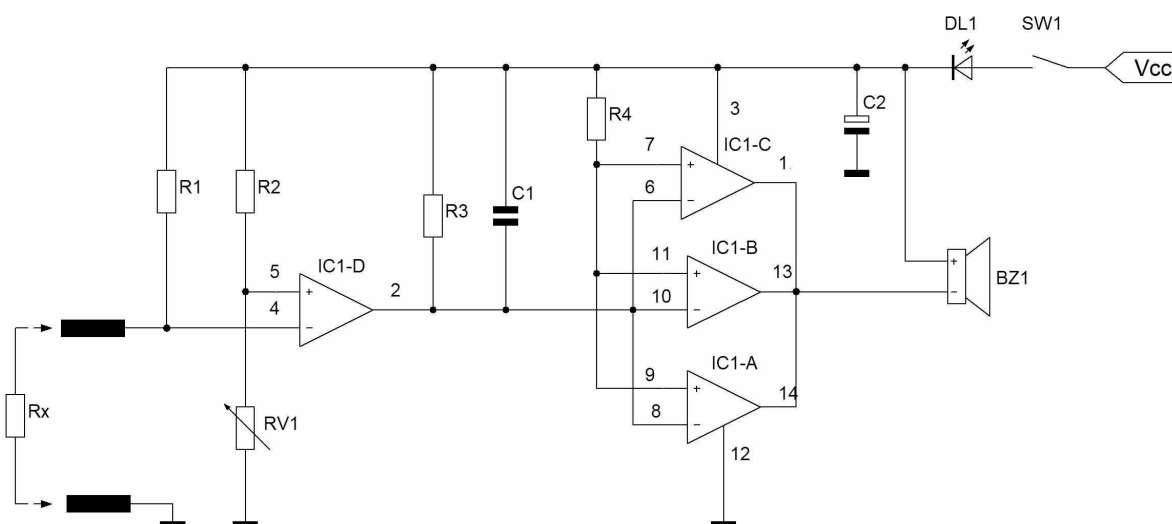 DL1 SW1
Vcc
R4 3 C2
7 IC1-C 1
+
6
−
R1 R2 R3 C1
IC1-D
11 IC1-B 13
+
5 2 10
+ −
4
−
+
−
BZ1
IC1-A
9 14
+
8
−
Rx RV1
12